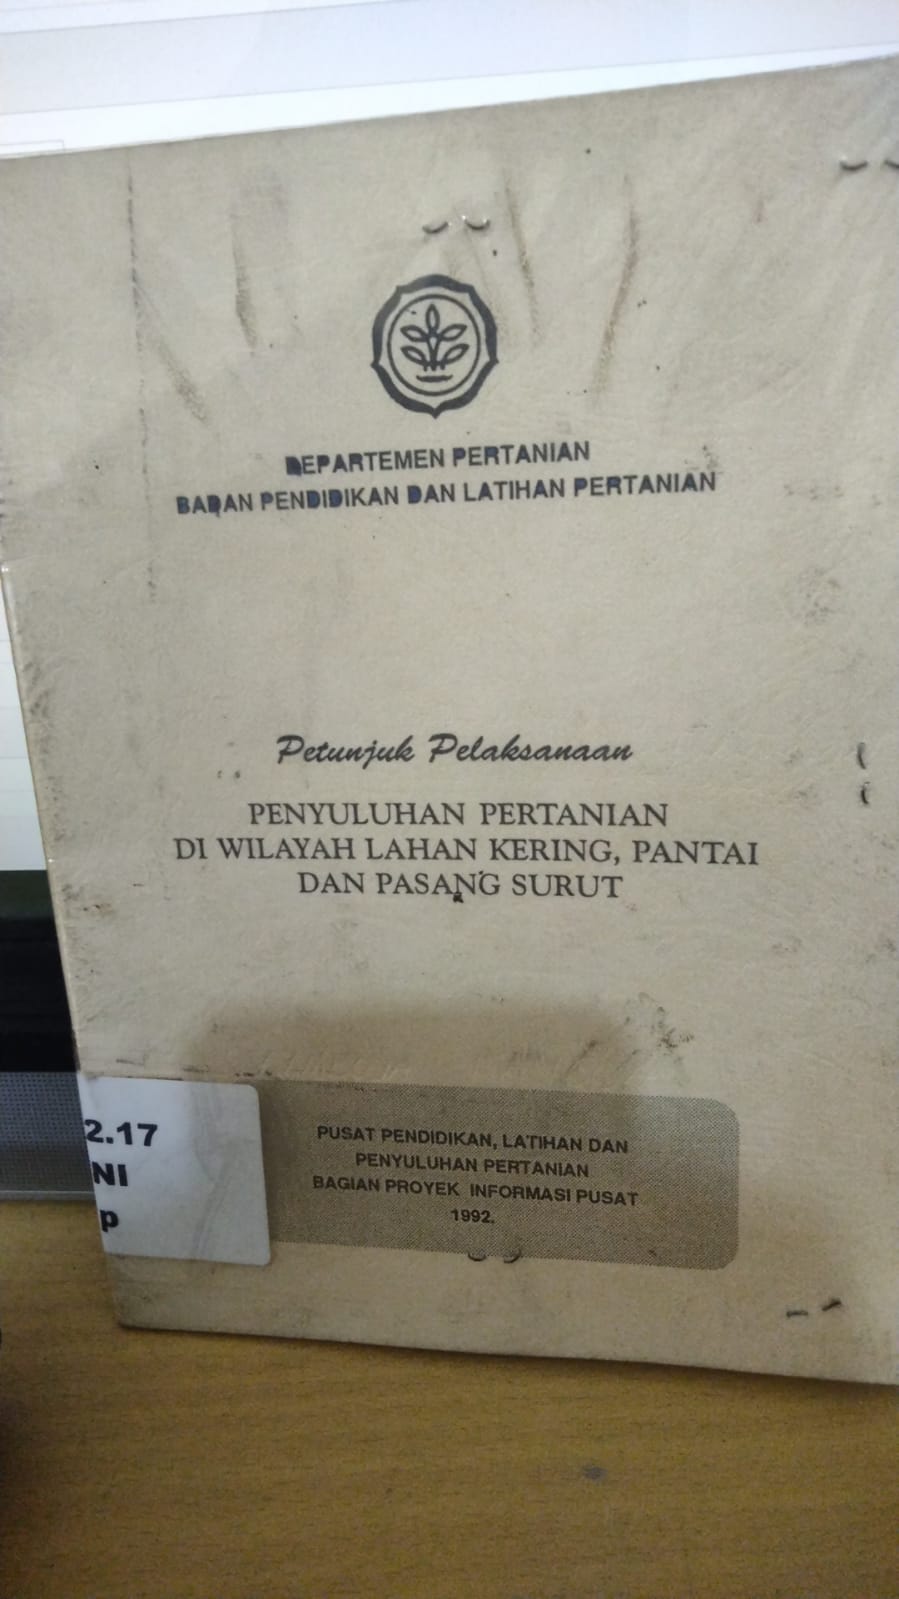 DEPARTEMEN PERTANIAN
BADAN PENDIDIKAN DAN LATIHAN PERTANIAN
Petunjuk Pelaksanaan
PENYULUHAN PERTANIAN
DI WILAYAH LAHAN KERING, PANTAI
DAN PASANG SURUT
2.17
NI
p
PUSAT PENDIDIKAN, LATIHAN DAN
PENYULUHAN PERTANIAN
BAGIAN PROYEK INFORMASI PUSAT
1992.